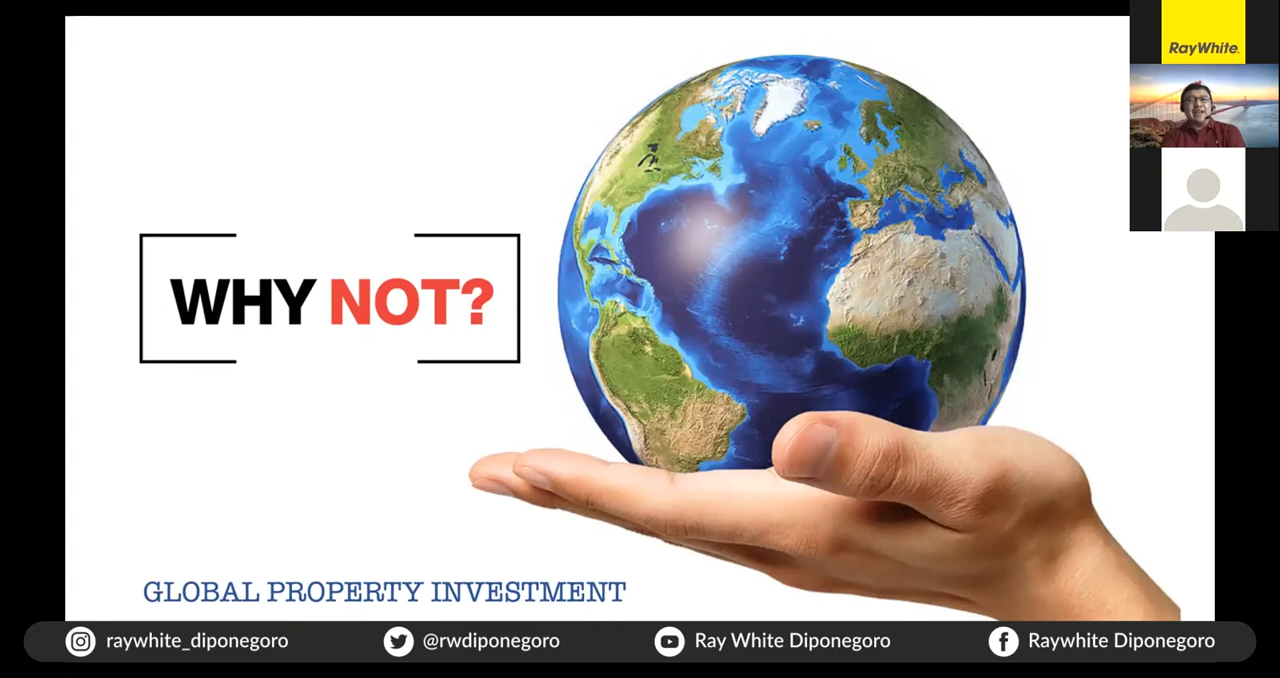 RayWhite.
WHY NOT?
GLOBAL PROPERTY INVESTMENT
raywhite_diponegoro
@rwdiponegoro
Ray White Diponegoro
Raywhite Diponegoro